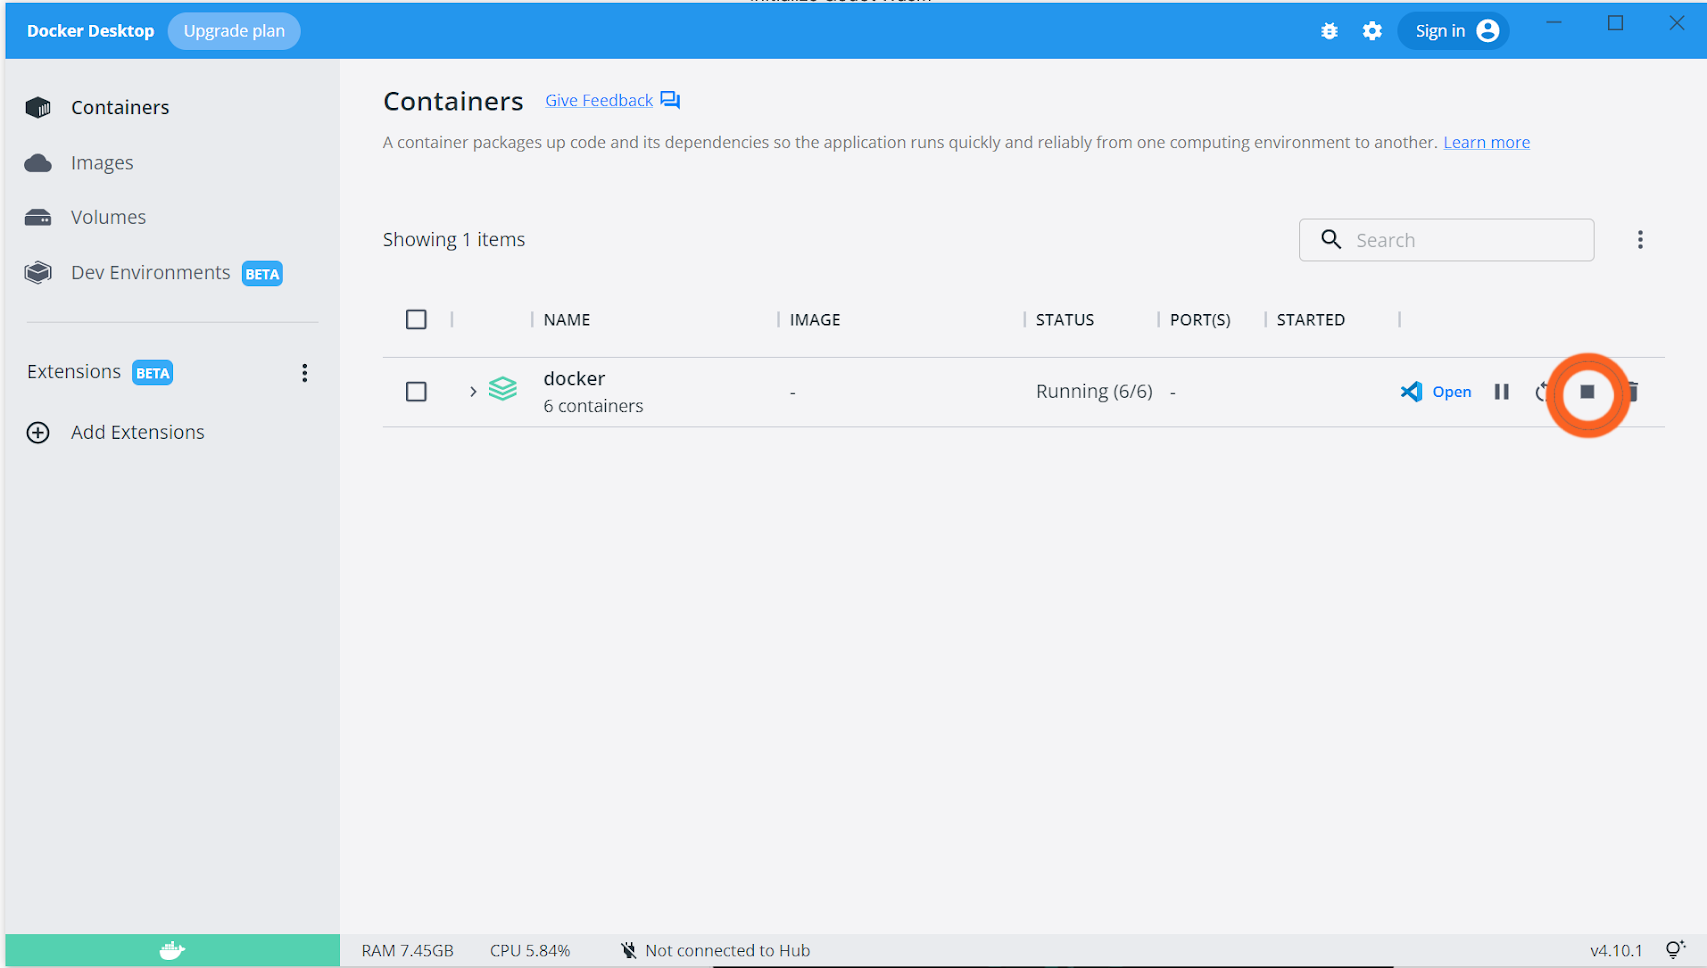 Docker Desktop Upgrade plan Sign in
Containers
Images
Volumes
Dev Environments BETA
Extensions BETA
Add Extensions
Containers Give Feedback
A container packages up code and its dependencies so the application runs quickly and reliably from one computing environment to another. Learn more
Showing 1 items
Search
NAME IMAGE STATUS PORT(S) STARTED
docker - Running (6/6) - Open
6 containers
RAM 7.45GB CPU 5.84% Not connected to Hub v4.10.1